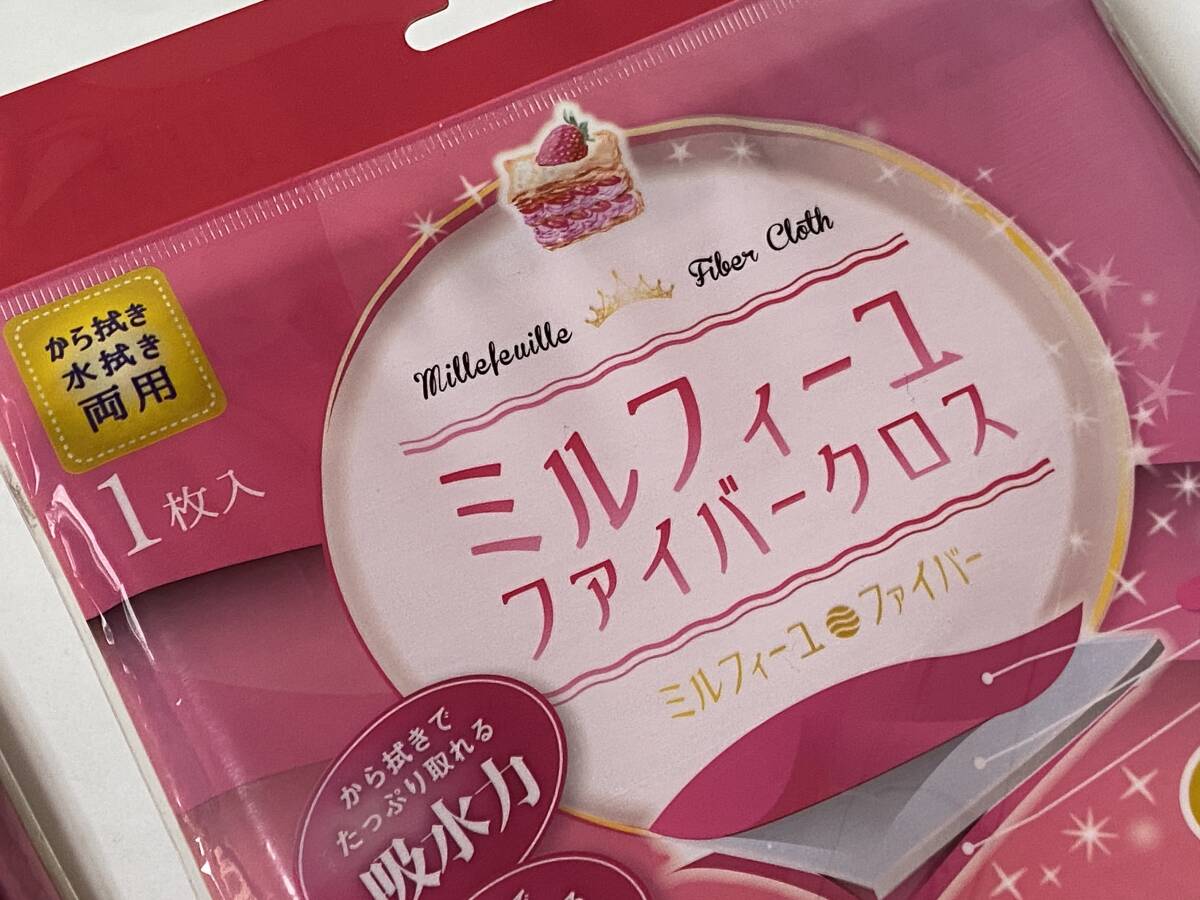 Millefeuille Fiber Cloth
ミルフィーユ
ファイバークロス
ミルフィーユ ファイバー
から拭き
水拭き
両用
1枚入
から拭きで
たっぷり取れる
吸水力